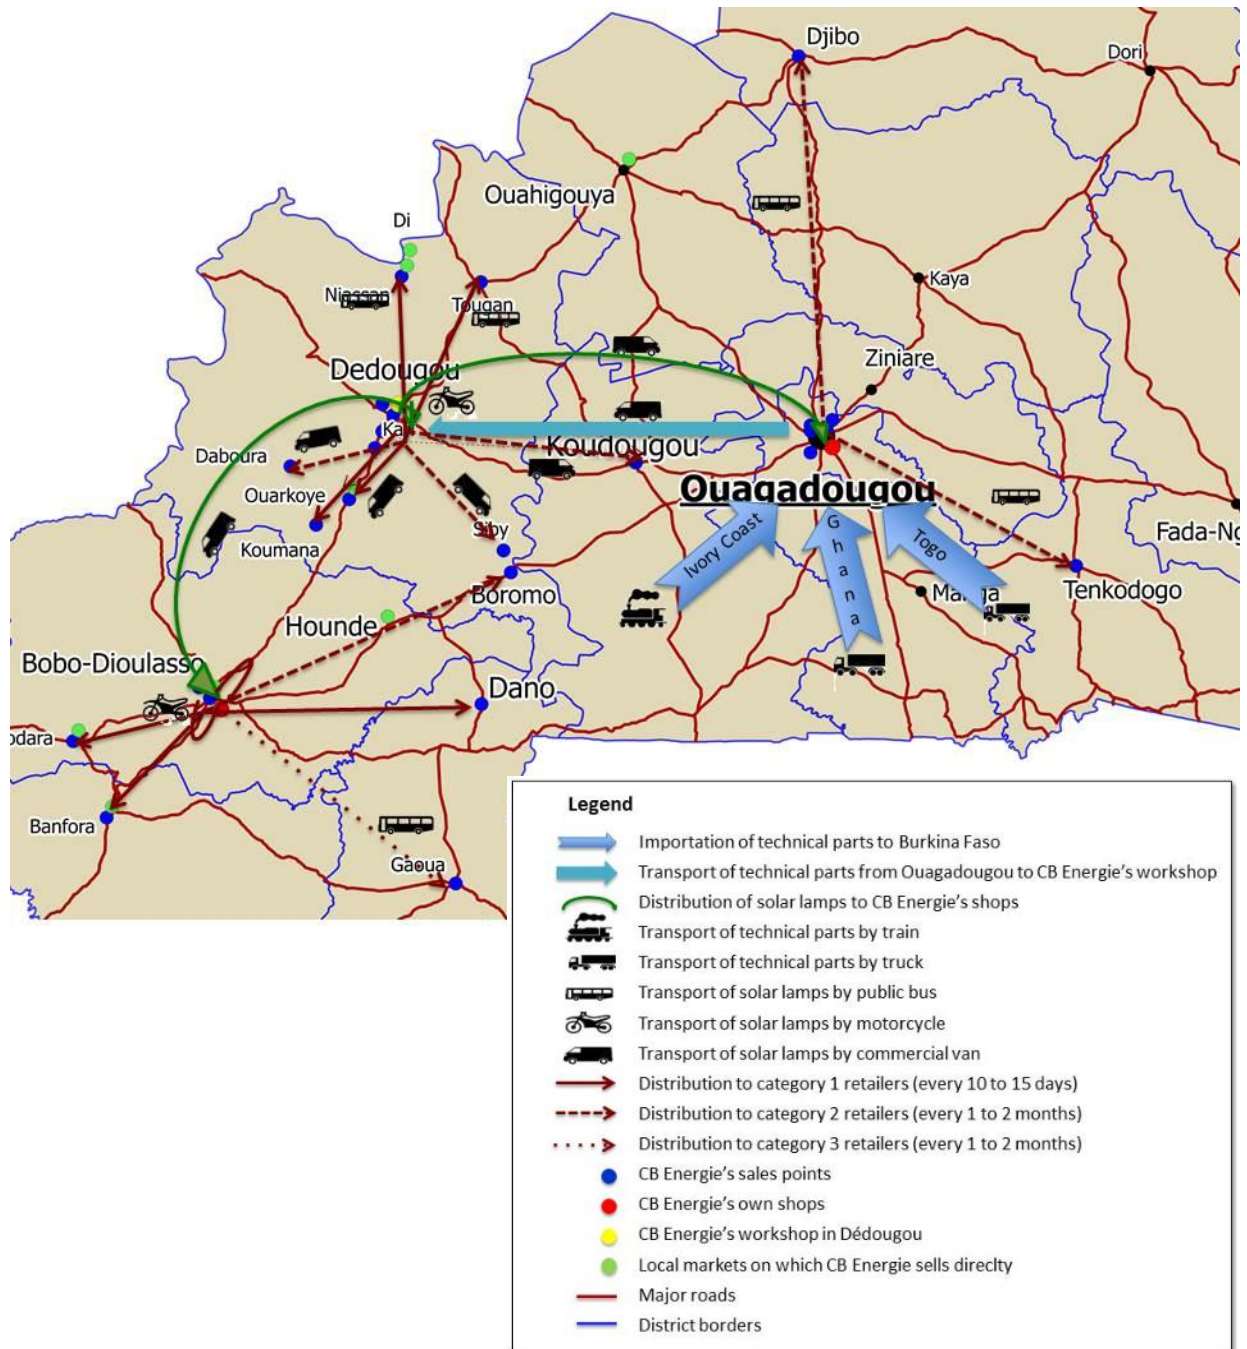 Djibo
Dori
Ouahigouya
Di
Niassan
Tougan
Kaya
Ziniare
Dedougou
Ka
Koudougou
Daboura
Ouarkoye
Ouagadougou
Koumana
Siby
Ivory Coast
Ghana
Togo
Fada-Ng
Boromo
Manga
Tenkodogo
Hounde
Bobo-Dioulasso
Dano
odara
Banfora
Gaoua
Legend
Importation of technical parts to Burkina Faso
Transport of technical parts from Ouagadougou to CB Energie's workshop
Distribution of solar lamps to CB Energie's shops
Transport of technical parts by train
Transport of technical parts by truck
Transport of solar lamps by public bus
Transport of solar lamps by motorcycle
Transport of solar lamps by commercial van
Distribution to category 1 retailers (every 10 to 15 days)
Distribution to category 2 retailers (every 1 to 2 months)
Distribution to category 3 retailers (every 1 to 2 months)
CB Energie's sales points
CB Energie's own shops
CB Energie's workshop in Dédougou
Local markets on which CB Energie sells direclty
Major roads
District borders